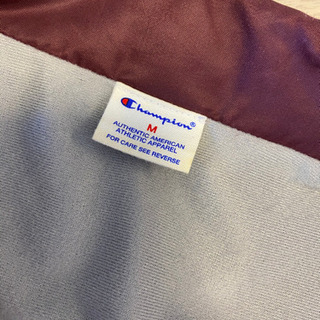 Champion®
M
AUTHENTIC AMERICAN
ATHLETIC APPAREL
FOR CARE SEE REVERSE